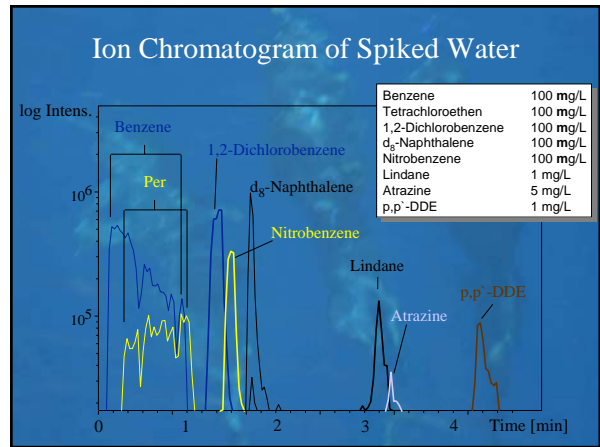 Ion Chromatogram of Spiked Water
log Intens.
Benzene 100 mg/L
Tetrachloroethen 100 mg/L
1,2-Dichlorobenzene 100 mg/L
d8-Naphthalene 100 mg/L
Nitrobenzene 100 mg/L
Lindane 1 mg/L
Atrazine 5 mg/L
p,p`-DDE 1 mg/L
Benzene
1,2-Dichlorobenzene
Per
d8-Naphthalene
10^6
Nitrobenzene
Lindane
p,p`-DDE
Atrazine
10^5
0 1 2 3 4 Time [min]